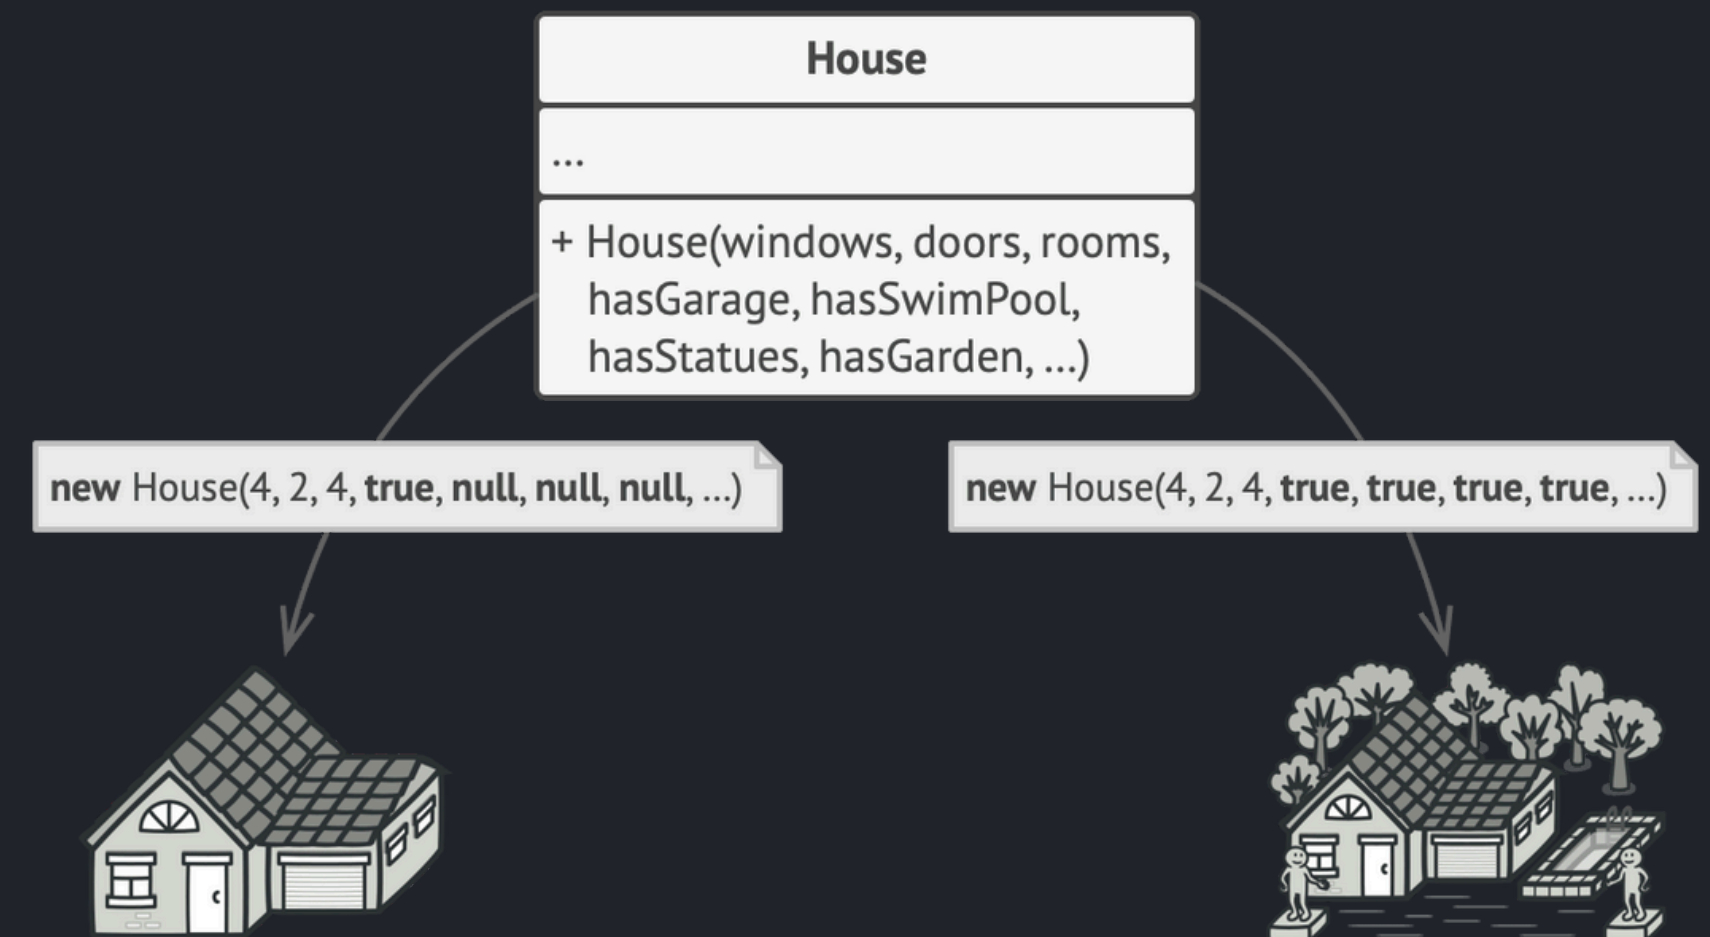 House
...
+ House(windows, doors, rooms,
hasGarage, hasSwimPool,
hasStatues, hasGarden, ...)
new House(4, 2, 4, true, null, null, null, ...)
new House(4, 2, 4, true, true, true, true, ...)